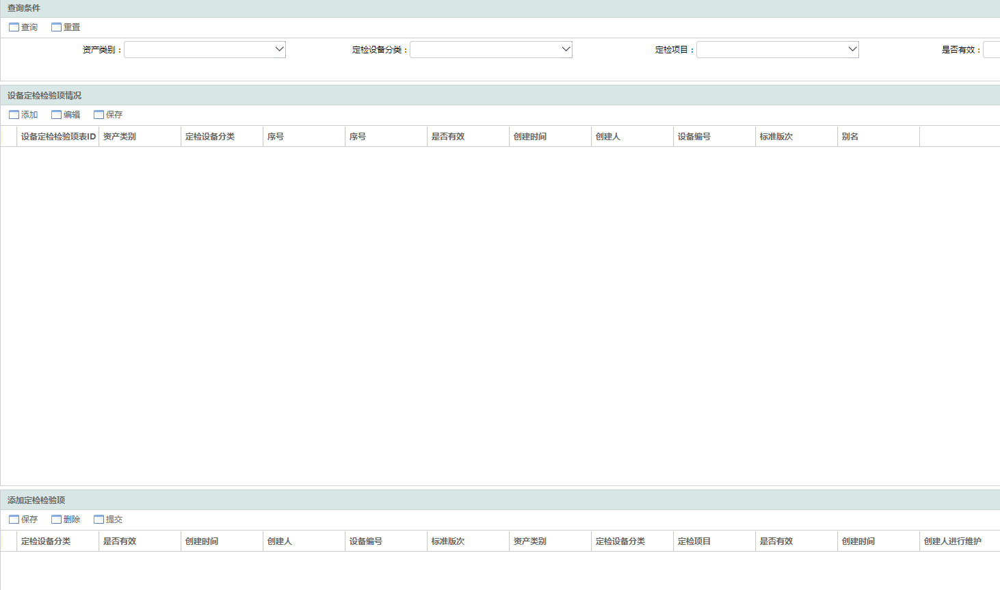 查询条件
查询 重置
资产类别： 定检设备分类： 定检项目： 是否有效：
设备定检检验项情况
添加 编辑 保存
设备定检检验项表ID 资产类别 定检设备分类 序号 序号 是否有效 创建时间 创建人 设备编号 标准版次 别名
添加定检检验项
保存 删除 提交
定检设备分类 是否有效 创建时间 创建人 设备编号 标准版次 资产类别 定检设备分类 定检项目 是否有效 创建时间 创建人进行维护